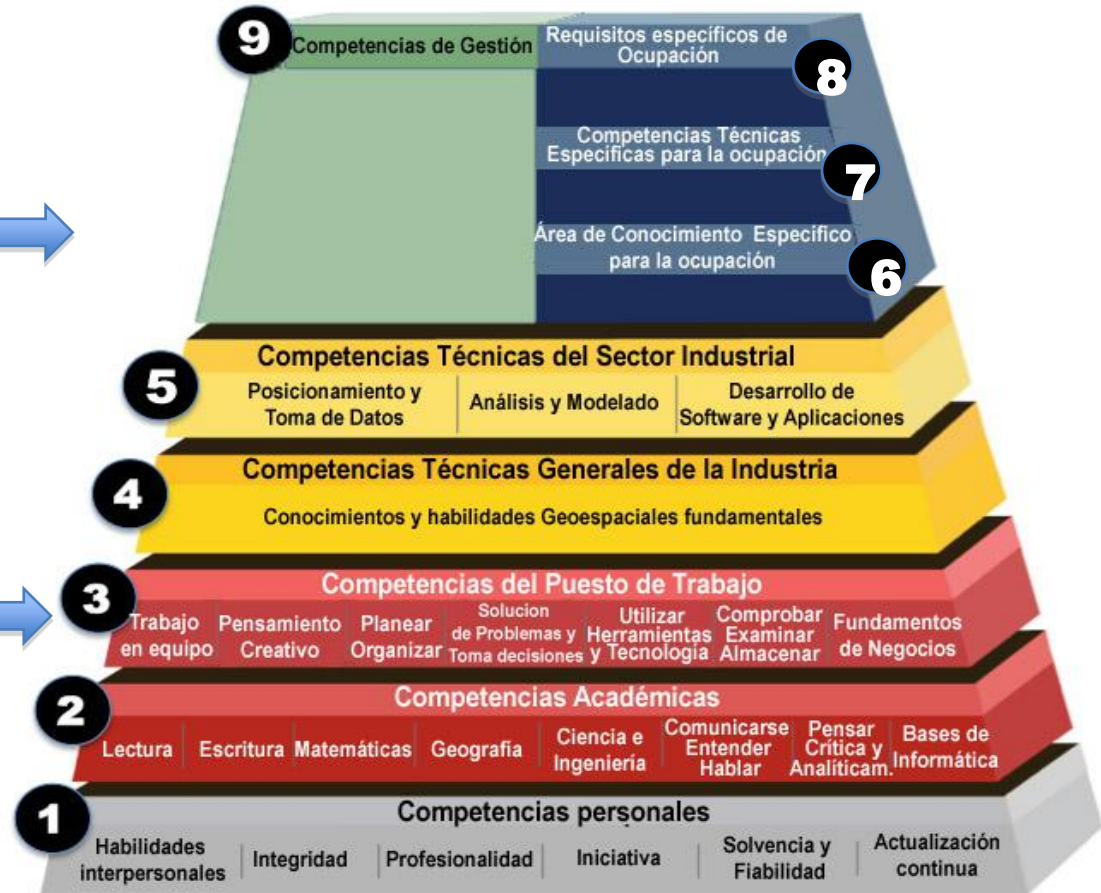 9
Competencias de Gestión
Requisitos específicos de
Ocupación
8
Competencias Técnicas
Específicas para la ocupación
7
Área de Conocimiento Específico
para la ocupación
6
5
Competencias Técnicas del Sector Industrial
Posicionamiento y
Toma de Datos
Análisis y Modelado
Desarrollo de
Software y Aplicaciones
4
Competencias Técnicas Generales de la Industria
Conocimientos y habilidades Geoespaciales fundamentales
3
Competencias del Puesto de Trabajo
Trabajo
en equipo
Pensamiento
Creativo
Planear
Organizar
Solucion
de Problemas y
Toma decisiones
Utilizar
Herramientas
y Tecnología
Comprobar
Examinar
Almacenar
Fundamentos
de Negocios
2
Competencias Académicas
Lectura
Escritura
Matemáticas
Geografía
Ciencia e
Ingeniería
Comunicarse
Entender
Hablar
Pensar
Crítica y
Analíticam.
Bases de
Informática
1
Competencias personales
Habilidades
interpersonales
Integridad
Profesionalidad
Iniciativa
Solvencia y
Fiabilidad
Actualización
continua